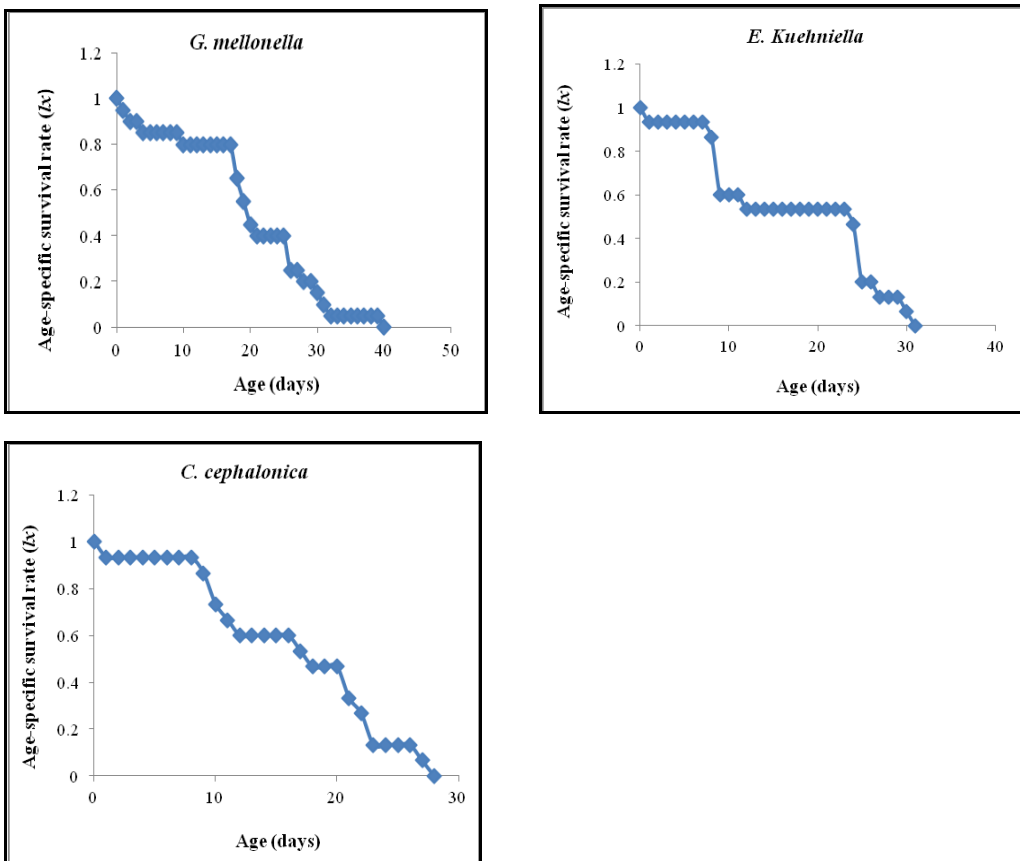 G. mellonella
Age-specific survival rate (lx)
1.2
1
0.8
0.6
0.4
0.2
0
0 10 20 30 40 50
Age (days)
E. Kuehniella
Age-specific survival rate (lx)
1.2
1
0.8
0.6
0.4
0.2
0
0 10 20 30 40
Age (days)
C. cephalonica
Age-specific survival rate (lx)
1.2
1
0.8
0.6
0.4
0.2
0
0 10 20 30
Age (days)